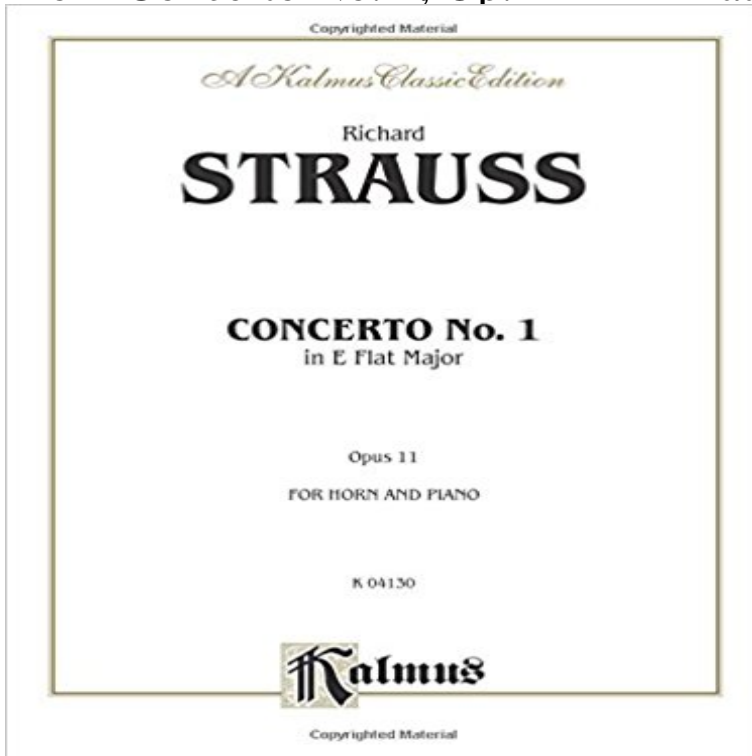 Copyrighted Material
A Kalmus Classic Edition
Richard
STRAUSS
CONCERTO No. 1
in E Flat Major
Opus 11
FOR HORN AND PIANO
K 04130
Kalmus
Copyrighted Material